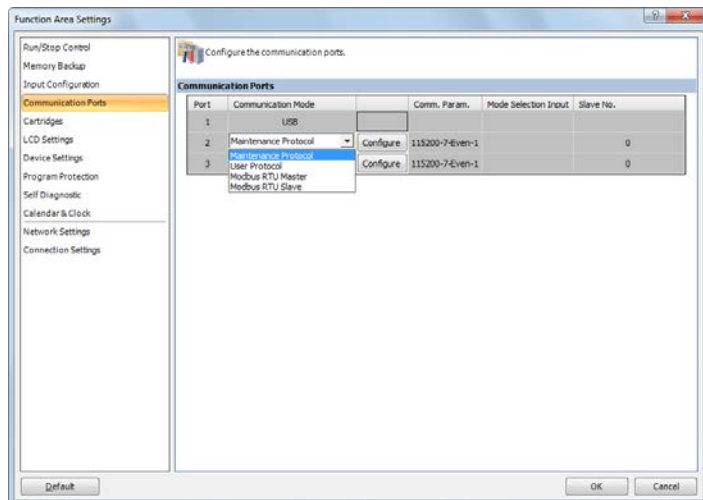 Function Area Settings
Run/Stop Control
Memory Backup
Input Configuration
Communication Ports
Cartridges
LCD Settings
Device Settings
Program Protection
Self Diagnostic
Calendar & Clock
Network Settings
Connection Settings
Configure the communication ports.
Communication Ports
Port Communication Mode Comm. Param. Mode Selection Input Slave No.
1 USB
2 Maintenance Protocol Configure 115200-7-Even-1 0
3 Configure 115200-7-Even-1 0
Maintenance Protocol
User Protocol
Modbus RTU Master
Modbus RTU Slave
Default OK Cancel